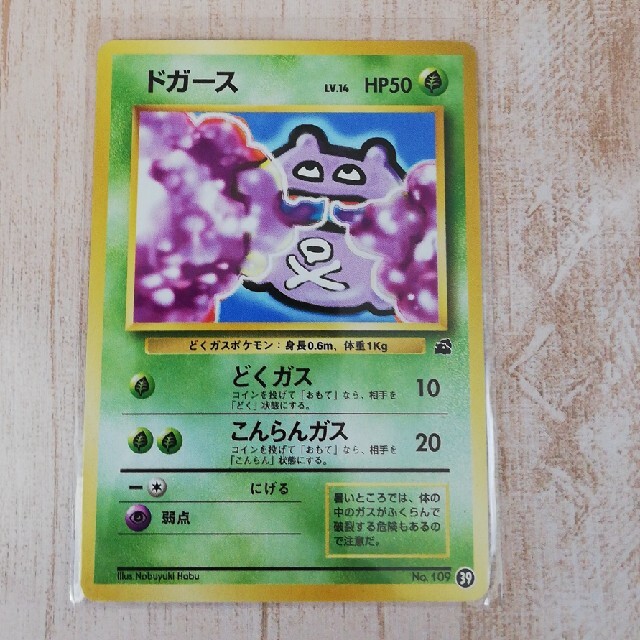 ドガース LV.14 HP50
どくガスポケモン：身長0.6m、体重1Kg
どくガス 10
コインを投げて「おもて」なら、相手を
「どく」状態にする。
こんらんガス 20
コインを投げて「おもて」なら、相手を
「こんらん」状態にする。
にげる
弱点
暑いところでは、体の
中のガスがふくらんで
破裂する危険もあるの
で注意だ。
Illus. Nobuyuki Habu
No. 109 39